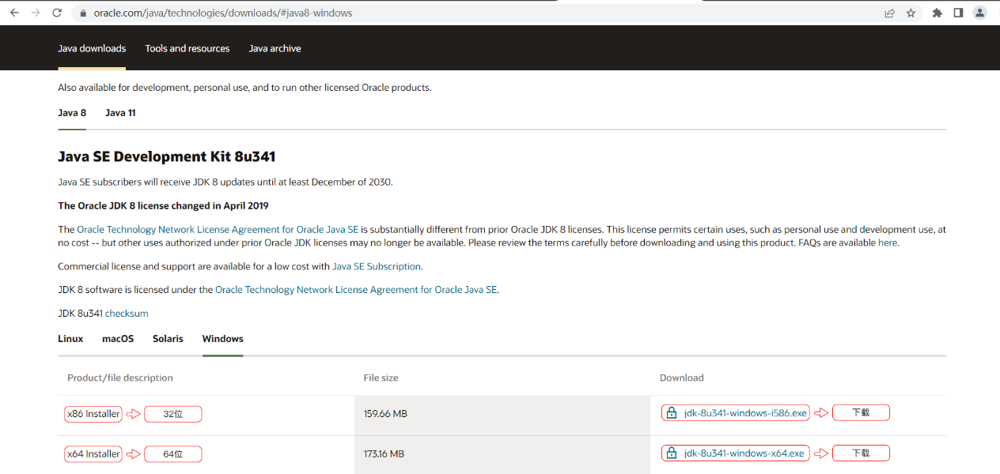 oracle.com/java/technologies/downloads/#java8-windows
Java downloads Tools and resources Java archive
Also available for development, personal use, and to run other licensed Oracle products.
Java 8 Java 11
Java SE Development Kit 8u341
Java SE subscribers will receive JDK 8 updates until at least December of 2030.
The Oracle JDK 8 license changed in April 2019
The Oracle Technology Network License Agreement for Oracle Java SE is substantially different from prior Oracle JDK 8 licenses. This license permits certain uses, such as personal use and development use, at
no cost -- but other uses authorized under prior Oracle JDK licenses may no longer be available. Please review the terms carefully before downloading and using this product. FAQs are available here.
Commercial license and support are available for a low cost with Java SE Subscription.
JDK 8 software is licensed under the Oracle Technology Network License Agreement for Oracle Java SE.
JDK 8u341 checksum
Linux macOS Solaris Windows
Product/file description File size Download
x86 Installer 32位 159.66 MB jdk-8u341-windows-i586.exe 下载
x64 Installer 64位 173.16 MB jdk-8u341-windows-x64.exe 下载